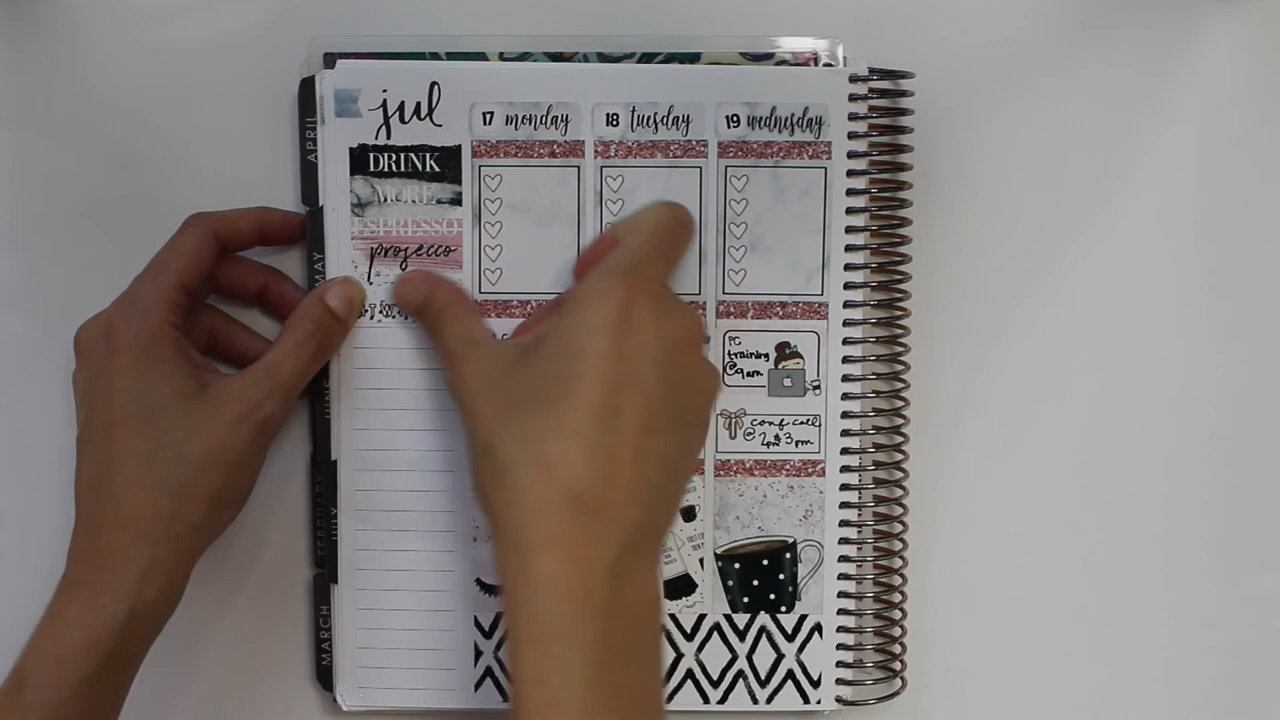 jul
17 monday
18 tuesday
19 wednesday
DRINK
MORE
ESPRESSO
prosecco
PC
training
@9am
conf call
@ 2pm & 3pm
APRIL
MAY
JUNE
FEBRUARY
JULY
MARCH